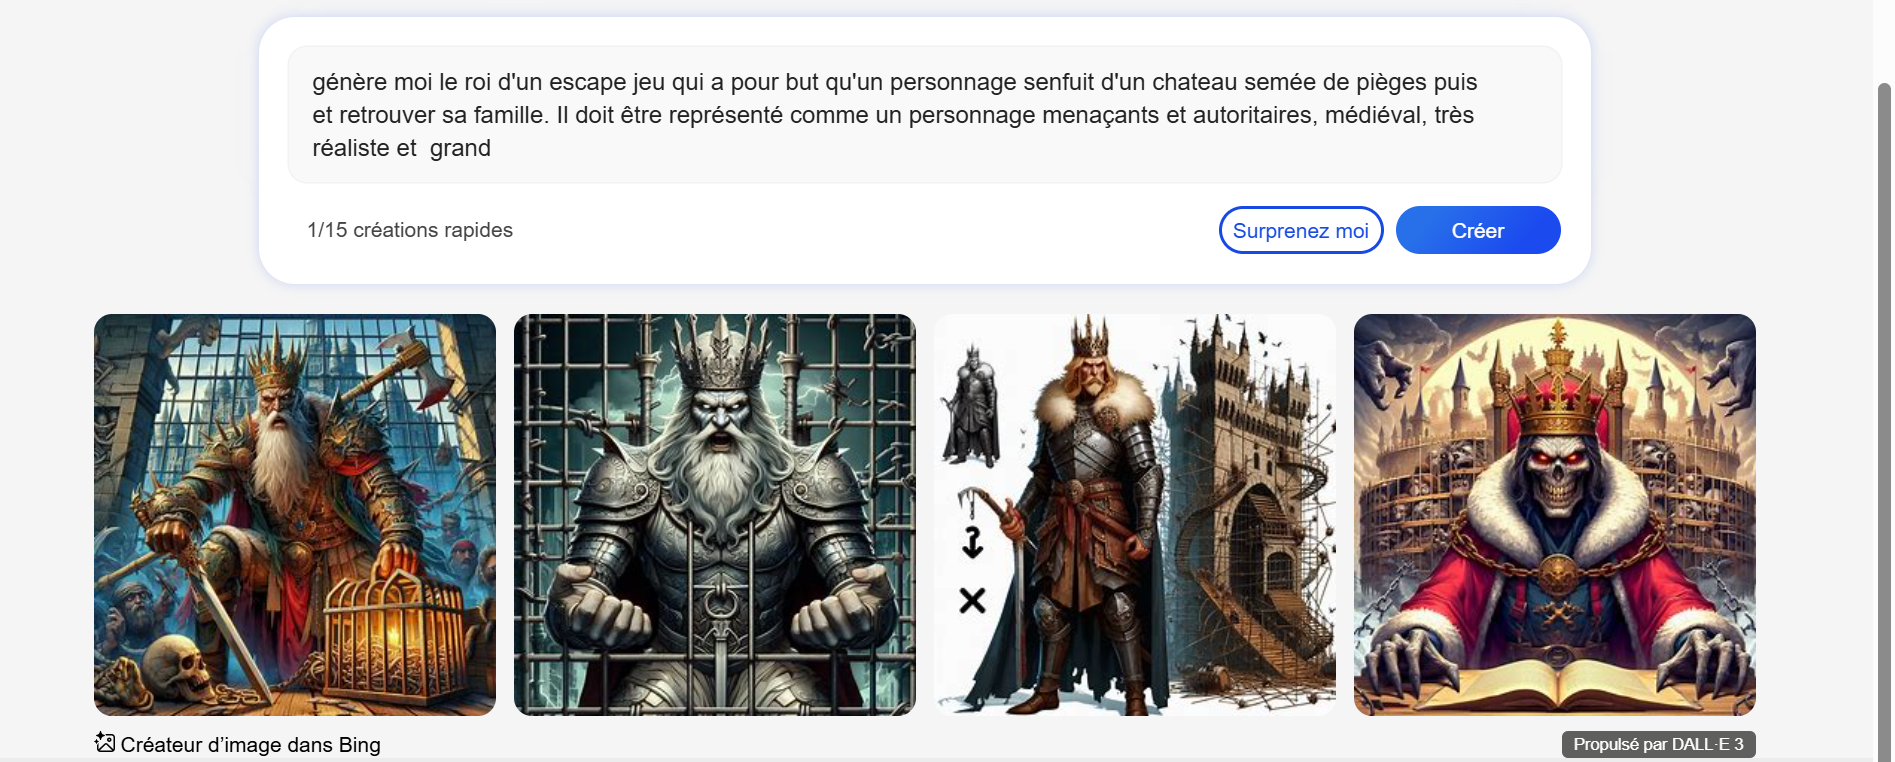 génère moi le roi d'un escape jeu qui a pour but qu'un personnage senfuit d'un chateau semée de pièges puis
et retrouver sa famille. Il doit être représenté comme un personnage menaçants et autoritaires, médiéval, très
réaliste et  grand
1/15 créations rapides
Surprenez moi
Créer
?
Créateur d’image dans Bing
Propulsé par DALL·E 3